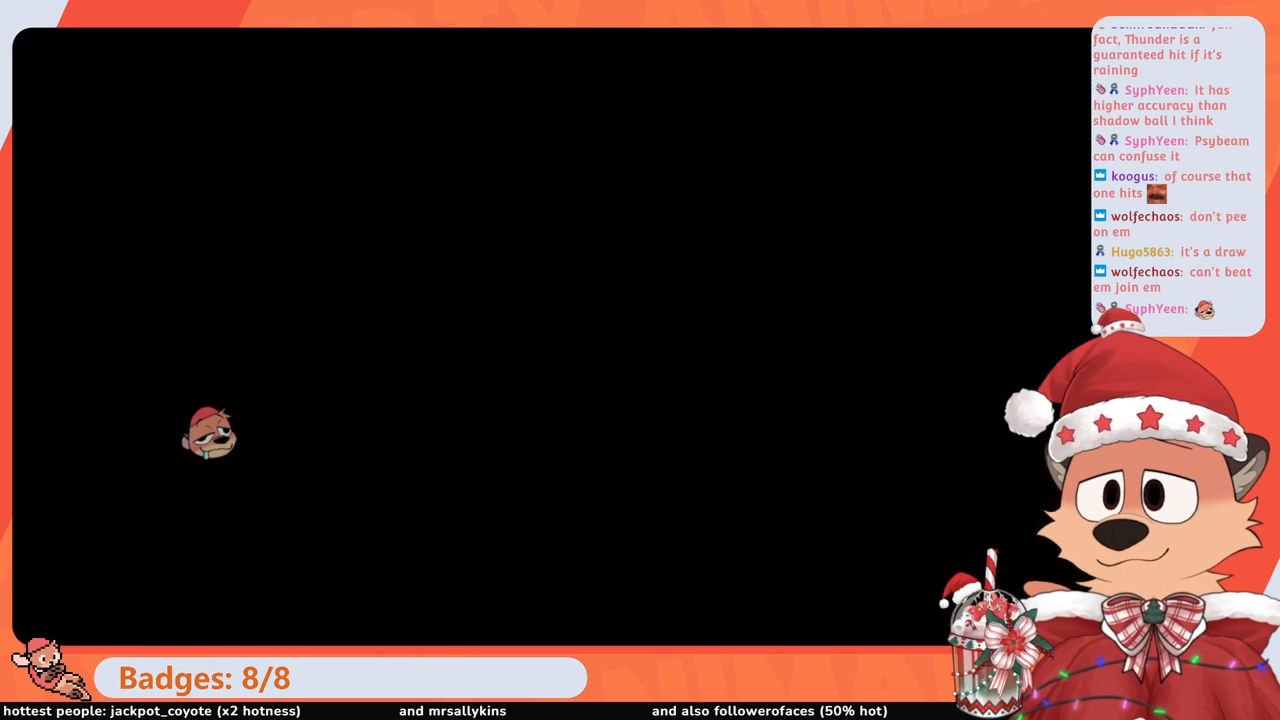 fact, Thunder is a
guaranteed hit if it's
raining
SyphYeen: It has
higher accuracy than
shadow ball I think
SyphYeen: Psybeam
can confuse it
koogus: of course that
one hits
wolfechaos: don't pee
on em
Hugo5863: it's a draw
wolfechaos: can't beat
em join em
SyphYeen:
Badges: 8/8
hottest people: jackpot_coyote (x2 hotness) and mrsallykins and also followerofaces (50% hot)